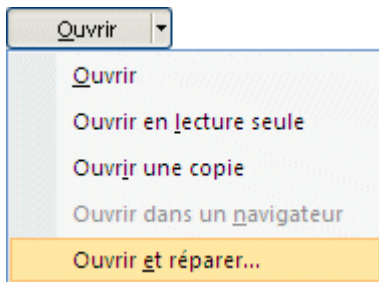 Ouvrir
Ouvrir
Ouvrir en lecture seule
Ouvrir une copie
Ouvrir dans un navigateur
Ouvrir et réparer...